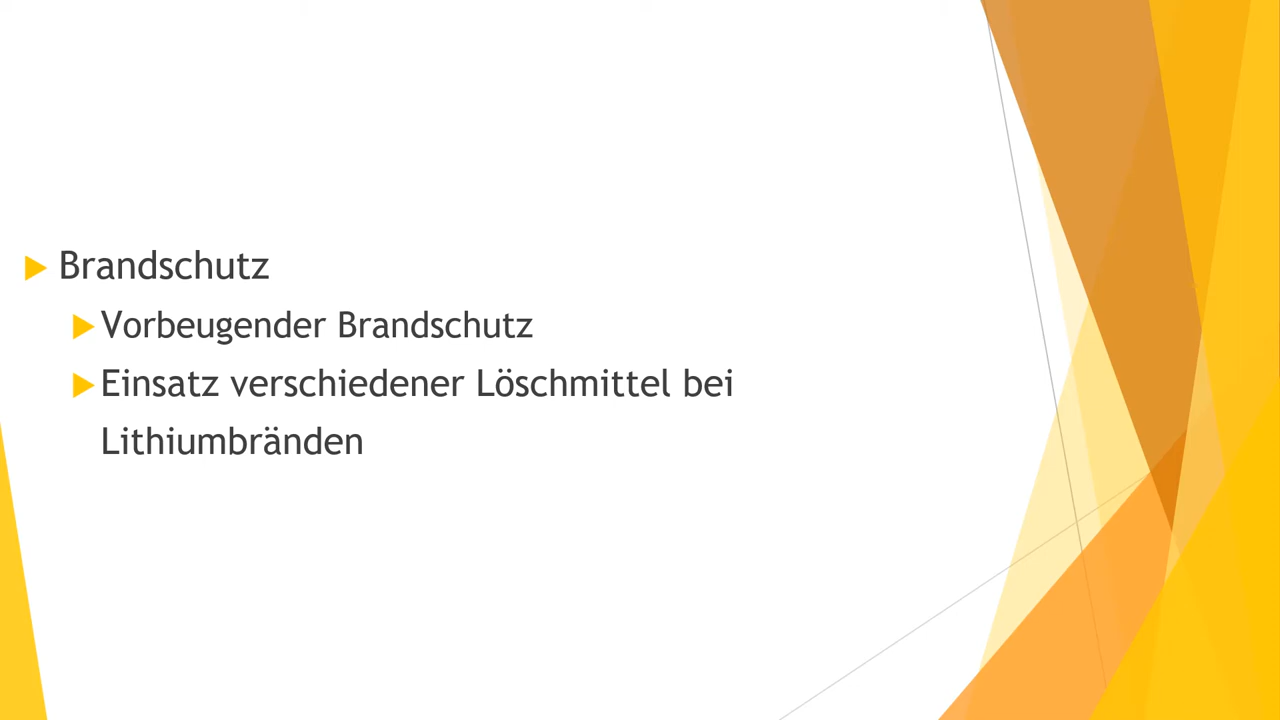 Brandschutz
Vorbeugender Brandschutz
Einsatz verschiedener Löschmittel bei
Lithiumbränden